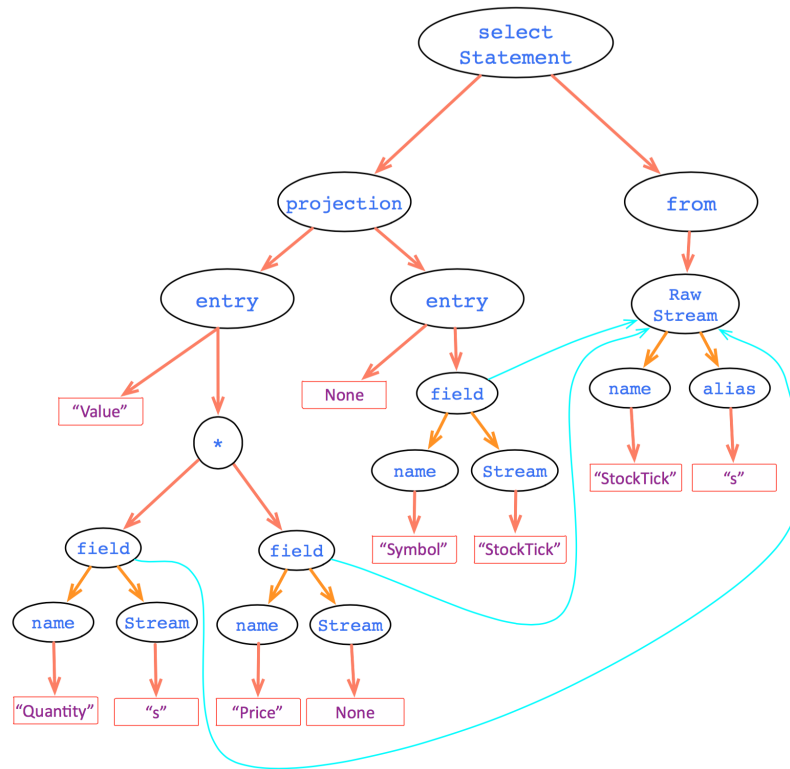 select
Statement
projection
from
entry
entry
Raw
Stream
"Value"
None
field
name
alias
*
name
Stream
"StockTick"
"s"
field
field
"Symbol"
"StockTick"
name
Stream
name
Stream
"Quantity"
"s"
"Price"
None